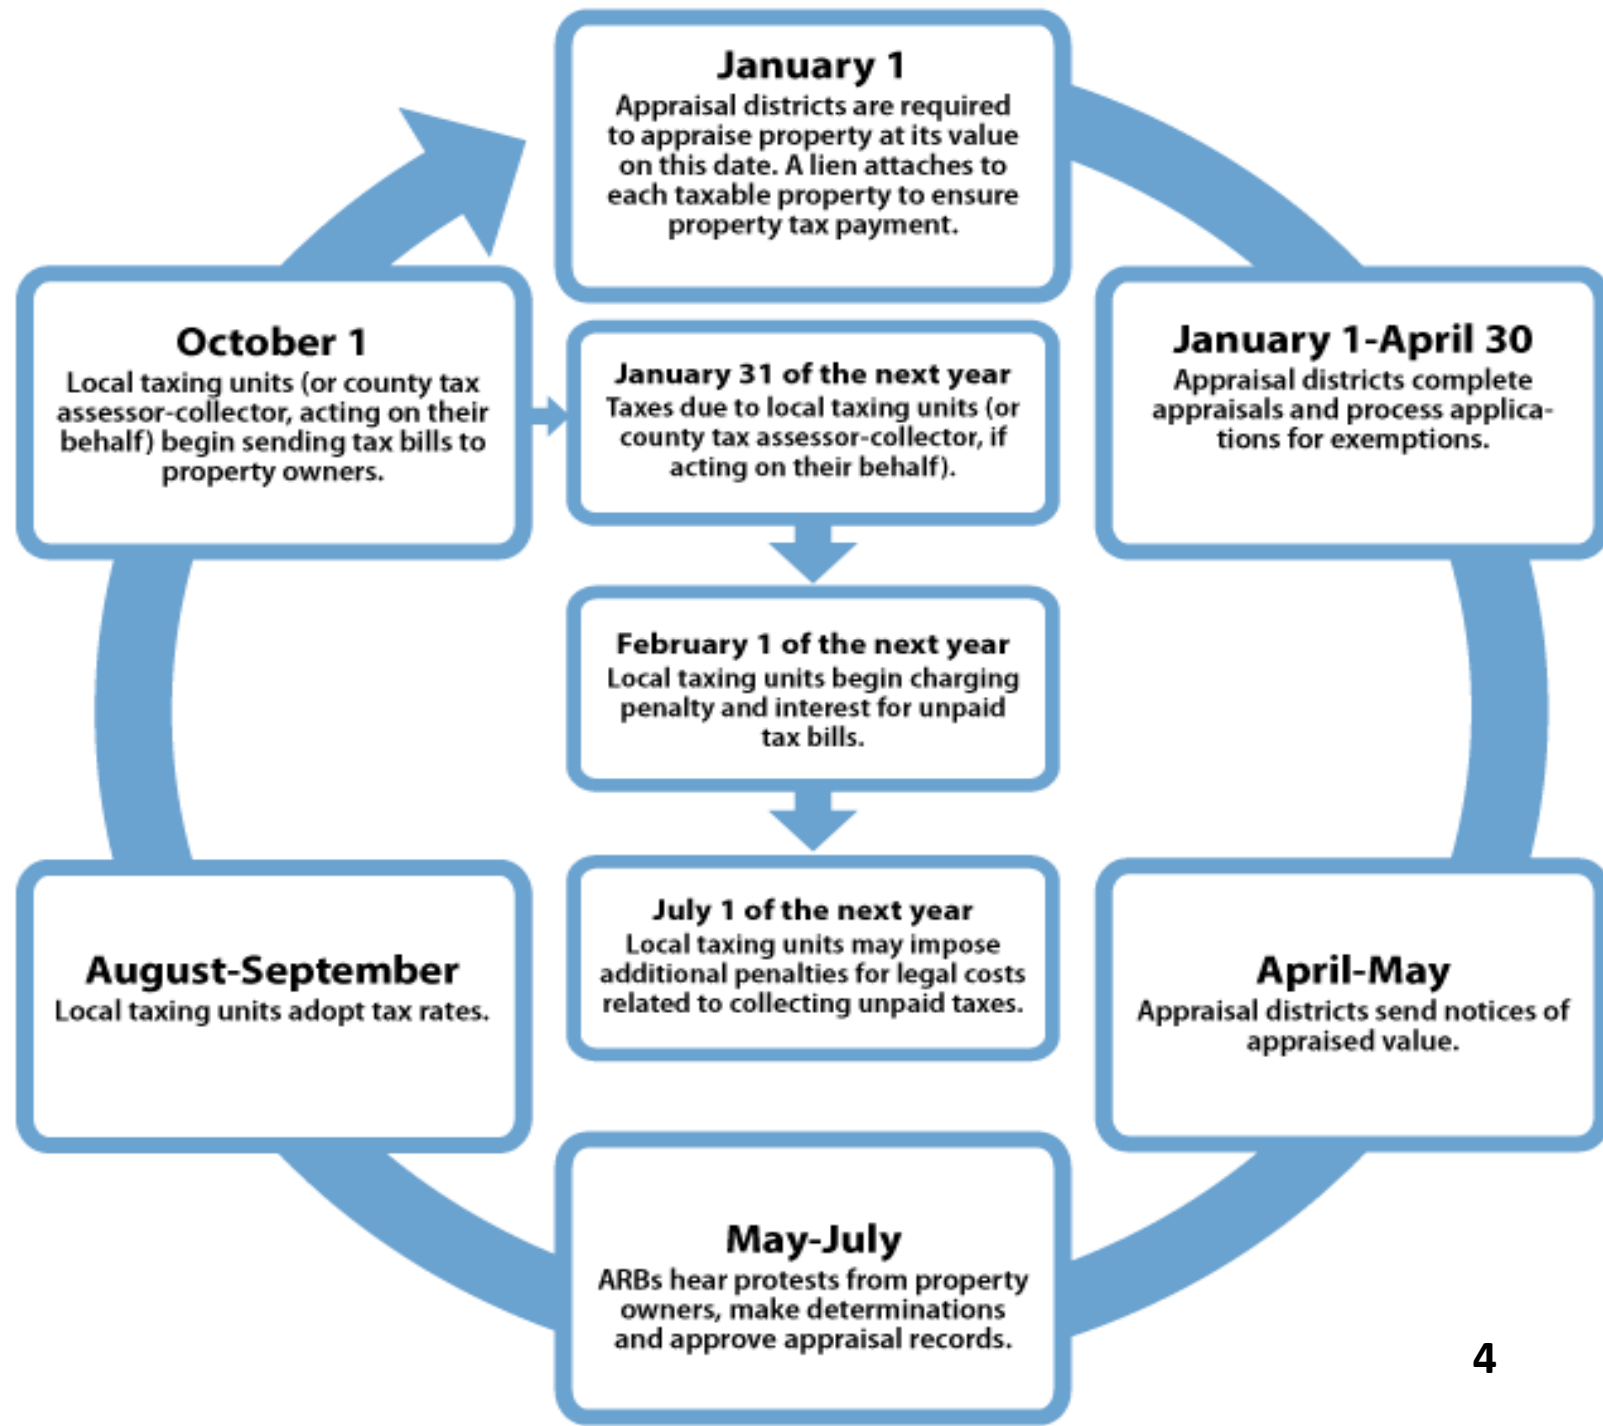 January 1
Appraisal districts are required
to appraise property at its value
on this date. A lien attaches to
each taxable property to ensure
property tax payment.
January 1-April 30
Appraisal districts complete
appraisals and process applica-
tions for exemptions.
April-May
Appraisal districts send notices of
appraised value.
May-July
ARBs hear protests from property
owners, make determinations
and approve appraisal records.
August-September
Local taxing units adopt tax rates.
October 1
Local taxing units (or county tax
assessor-collector, acting on their
behalf) begin sending tax bills to
property owners.
January 31 of the next year
Taxes due to local taxing units (or
county tax assessor-collector, if
acting on their behalf).
February 1 of the next year
Local taxing units begin charging
penalty and interest for unpaid
tax bills.
July 1 of the next year
Local taxing units may impose
additional penalties for legal costs
related to collecting unpaid taxes.
4